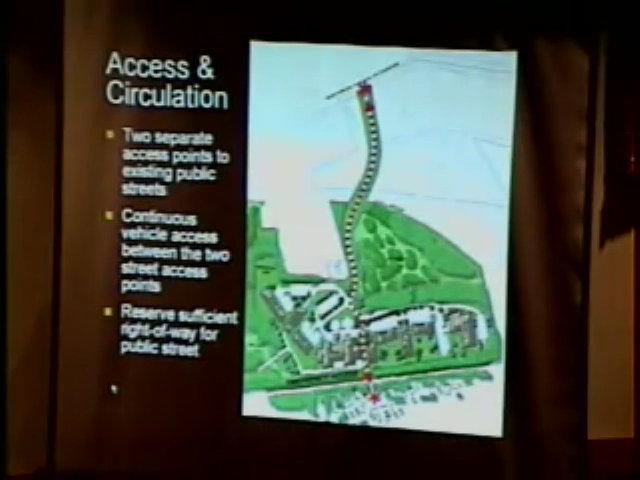 Access &
Circulation
Two separate
access points to
existing public
streets
Continuous
vehicle access
between the two
street access
points
Reserve sufficient
right-of-way for
public street